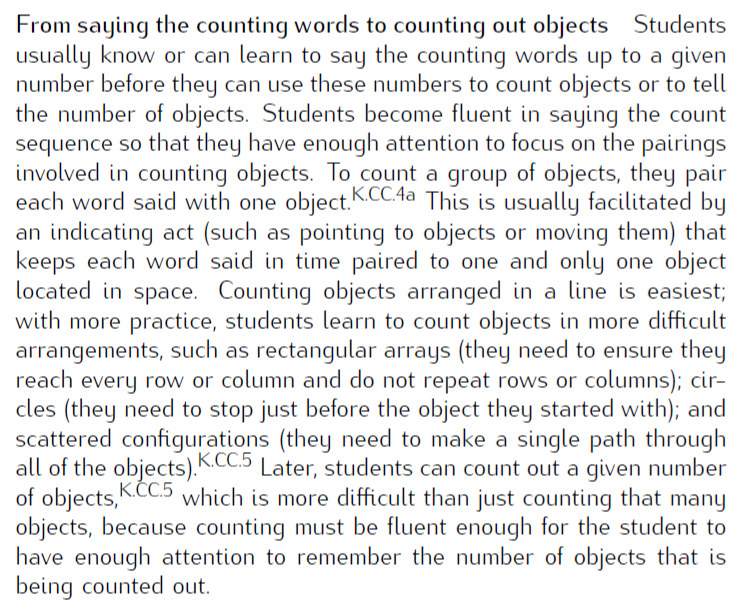 From saying the counting words to counting out objects Students
usually know or can learn to say the counting words up to a given
number before they can use these numbers to count objects or to tell
the number of objects. Students become fluent in saying the count
sequence so that they have enough attention to focus on the pairings
involved in counting objects. To count a group of objects, they pair
each word said with one object.K.CC.4a This is usually facilitated by
an indicating act (such as pointing to objects or moving them) that
keeps each word said in time paired to one and only one object
located in space. Counting objects arranged in a line is easiest;
with more practice, students learn to count objects in more difficult
arrangements, such as rectangular arrays (they need to ensure they
reach every row or column and do not repeat rows or columns); cir-
cles (they need to stop just before the object they started with); and
scattered configurations (they need to make a single path through
all of the objects).K.CC.5 Later, students can count out a given number
of objects,K.CC.5 which is more difficult than just counting that many
objects, because counting must be fluent enough for the student to
have enough attention to remember the number of objects that is
being counted out.